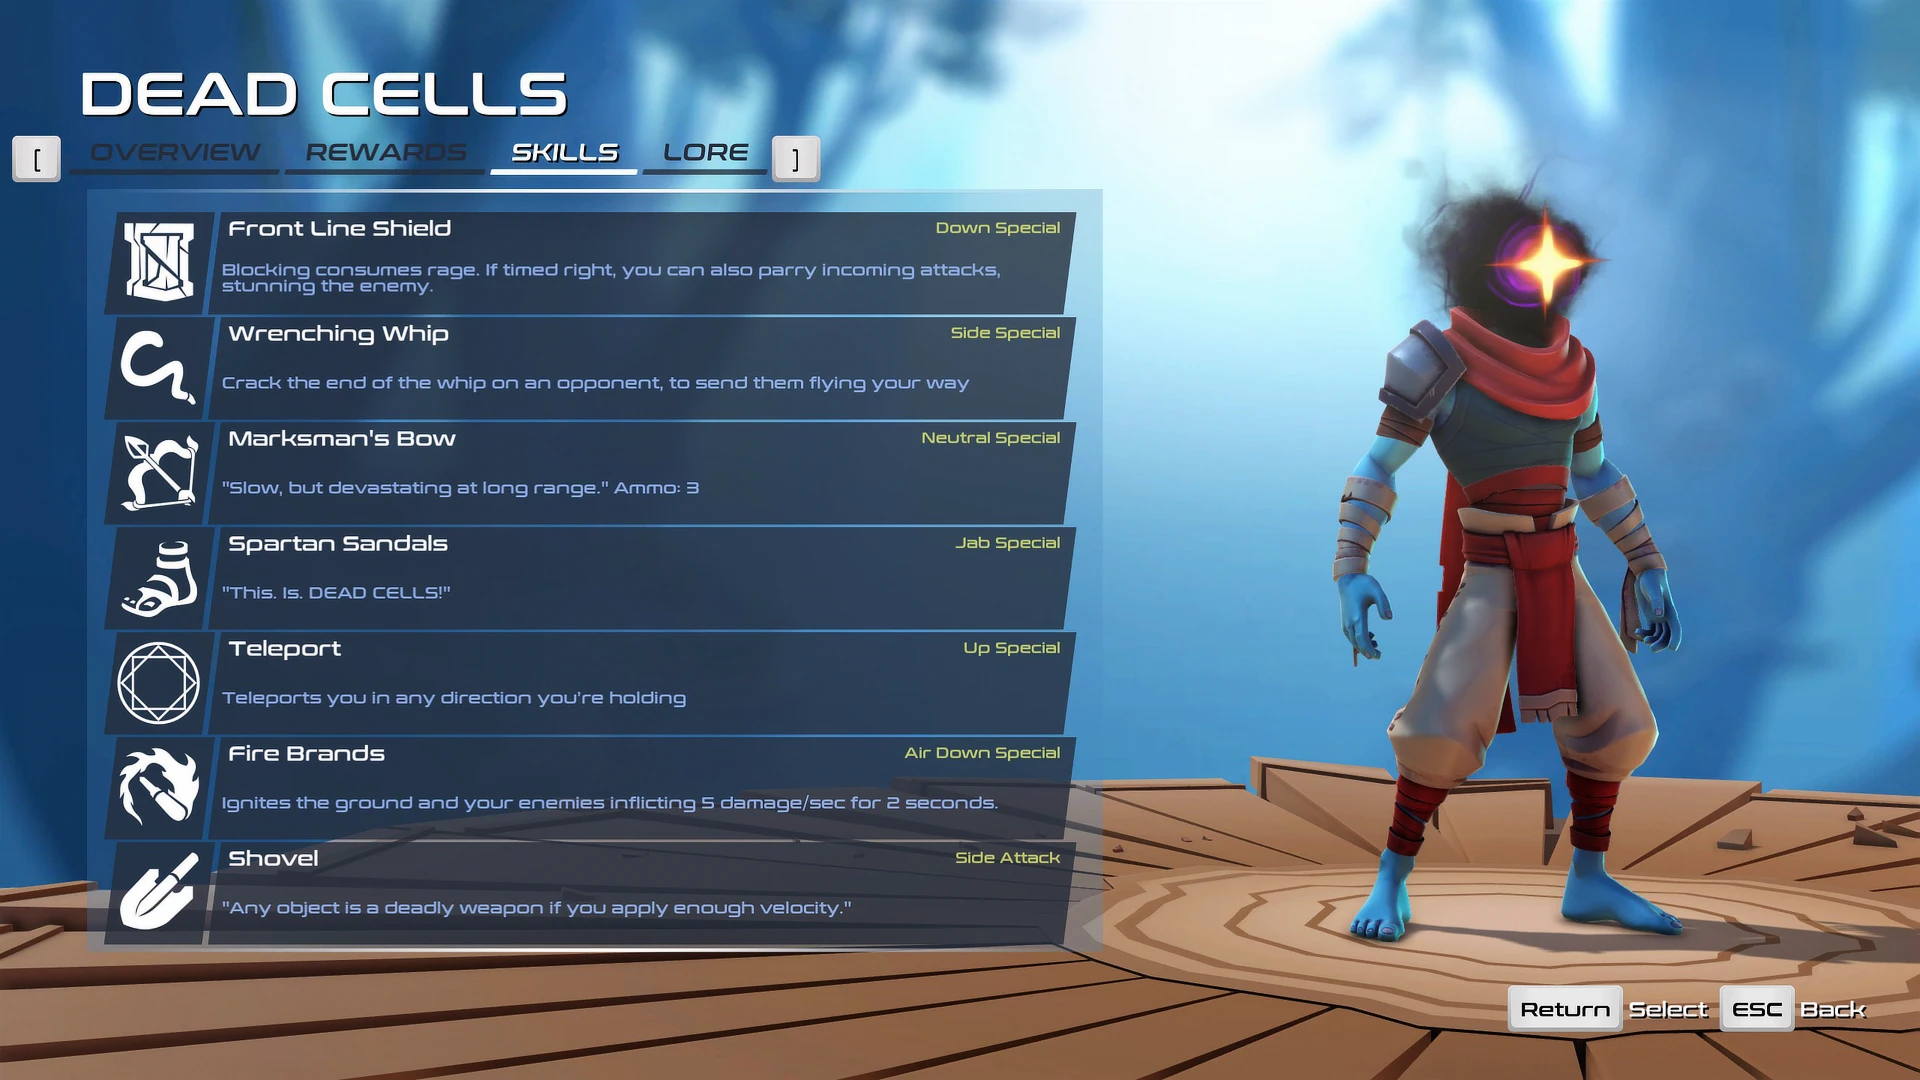 DEAD CELLS
[ OVERVIEW REWARDS SKILLS LORE ]
Front Line Shield Down Special
Blocking consumes rage. If timed right, you can also parry incoming attacks,
stunning the enemy.
Wrenching Whip Side Special
Crack the end of the whip on an opponent, to send them flying your way
Marksman's Bow Neutral Special
"Slow, but devastating at long range." Ammo: 3
Spartan Sandals Jab Special
"This. Is. DEAD CELLS!"
Teleport Up Special
Teleports you in any direction you're holding
Fire Brands Air Down Special
Ignites the ground and your enemies inflicting 5 damage/sec for 2 seconds.
Shovel Side Attack
"Any object is a deadly weapon if you apply enough velocity."
Return Select ESC Back